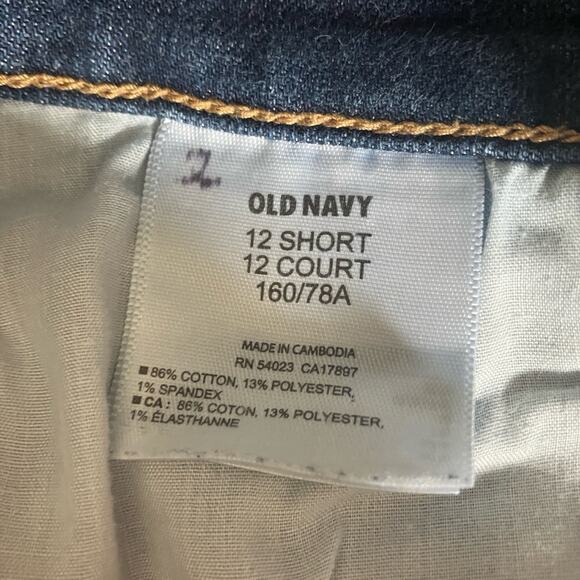 OLD NAVY
12 SHORT
12 COURT
160/78A
MADE IN CAMBODIA
RN 54023 CA17897
■ 86% COTTON, 13% POLYESTER,
1% SPANDEX
■ CA : 86% COTON, 13% POLYESTER,
1% ÉLASTHANNE